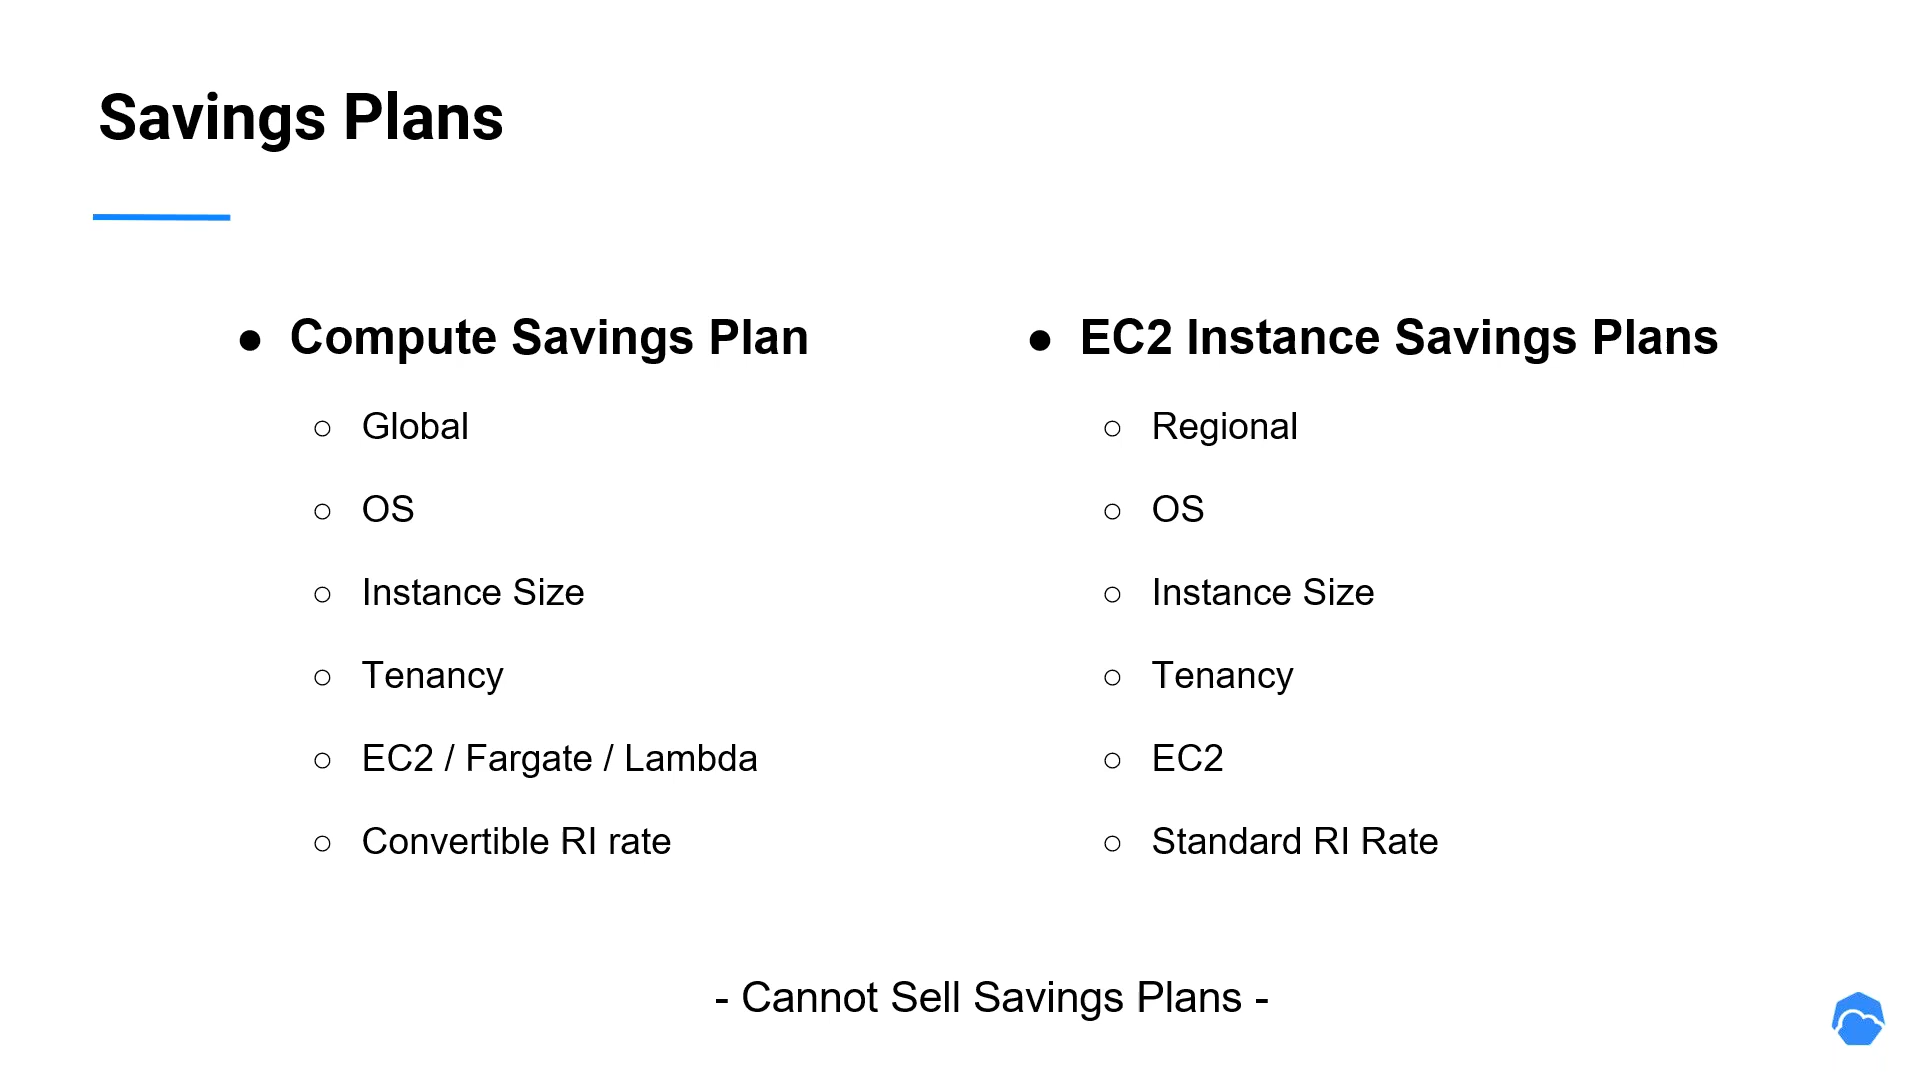 Savings Plans
● Compute Savings Plan
○ Global
○ OS
○ Instance Size
○ Tenancy
○ EC2 / Fargate / Lambda
○ Convertible RI rate
● EC2 Instance Savings Plans
○ Regional
○ OS
○ Instance Size
○ Tenancy
○ EC2
○ Standard RI Rate
- Cannot Sell Savings Plans -